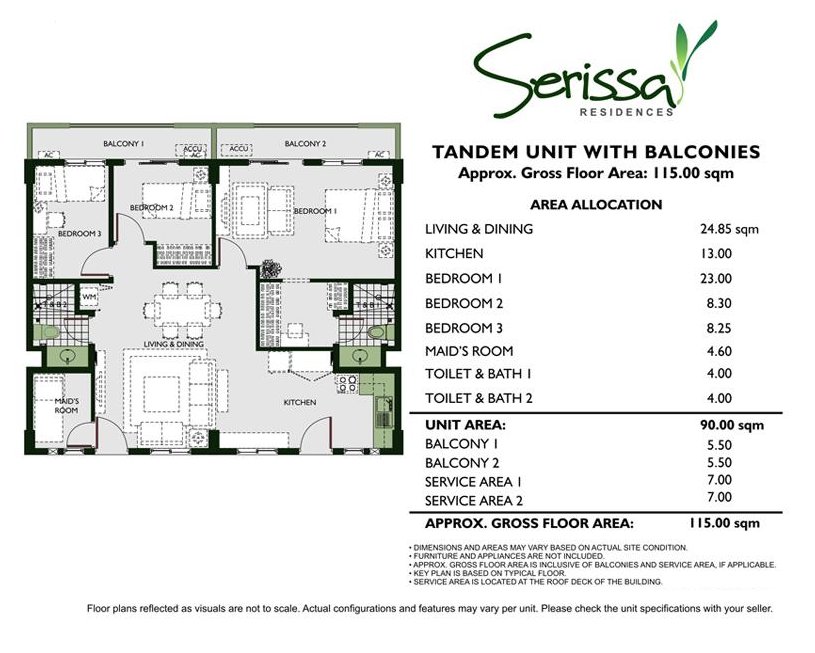 Serissa
RESIDENCES
TANDEM UNIT WITH BALCONIES
Approx. Gross Floor Area: 115.00 sqm
AREA ALLOCATION
LIVING & DINING 24.85 sqm
KITCHEN 13.00
BEDROOM 1 23.00
BEDROOM 2 8.30
BEDROOM 3 8.25
MAID'S ROOM 4.60
TOILET & BATH 1 4.00
TOILET & BATH 2 4.00
UNIT AREA: 90.00 sqm
BALCONY 1 5.50
BALCONY 2 5.50
SERVICE AREA 1 7.00
SERVICE AREA 2 7.00
APPROX. GROSS FLOOR AREA: 115.00 sqm
• DIMENSIONS AND AREAS MAY VARY BASED ON ACTUAL SITE CONDITION.
• FURNITURE AND APPLIANCES ARE NOT INCLUDED.
• APPROX. GROSS FLOOR AREA IS INCLUSIVE OF BALCONIES AND SERVICE AREA, IF APPLICABLE.
• KEY PLAN IS BASED ON TYPICAL FLOOR.
• SERVICE AREA IS LOCATED AT THE ROOF DECK OF THE BUILDING.
BALCONY 1 BALCONY 2
AC ACCU AC ACCU AC
BEDROOM 2 BEDROOM 1
BEDROOM 3
WM
T & B 2 T & B 1
LIVING & DINING
MAID'S
ROOM
KITCHEN
Floor plans reflected as visuals are not to scale. Actual configurations and features may vary per unit. Please check the unit specifications with your seller.